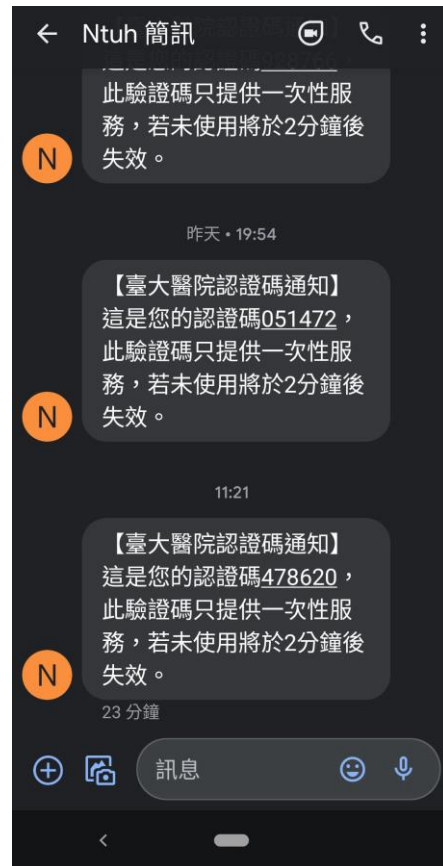 Ntuh 簡訊
此驗證碼只提供一次性服
務，若未使用將於2分鐘後
失效。
N
昨天 • 19:54
【臺大醫院認證碼通知】
這是您的認證碼051472，
此驗證碼只提供一次性服
務，若未使用將於2分鐘後
失效。
N
11:21
【臺大醫院認證碼通知】
這是您的認證碼478620，
此驗證碼只提供一次性服
務，若未使用將於2分鐘後
失效。
N
23 分鐘
訊息